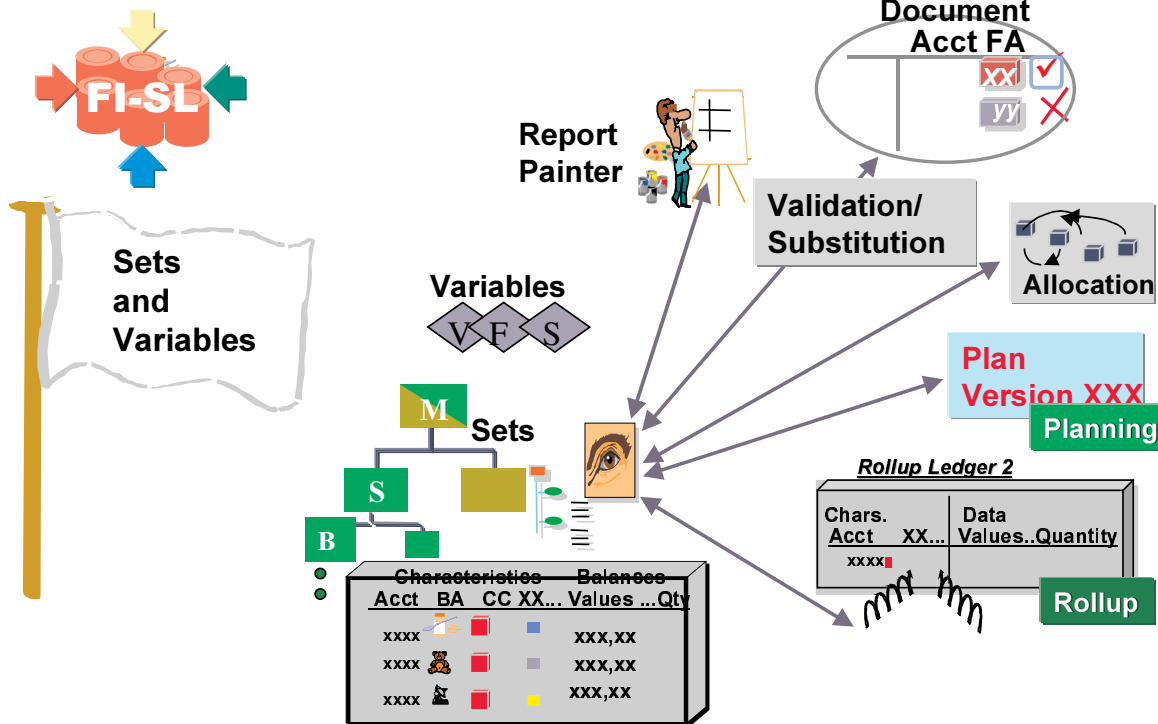 FI-SL
Sets
and
Variables
Document
Acct FA
xx
yy
Report
Painter
Validation/
Substitution
Allocation
Variables
V F S
Plan
Version XXX
Planning
M
Sets
S
B
Rollup Ledger 2
Chars. Data
Acct XX... Values..Quantity
xxxx
Rollup
Characteristics Balances
Acct BA CC XX... Values ...Qty
xxxx xxx,xx
xxxx xxx,xx
xxxx xxx,xx